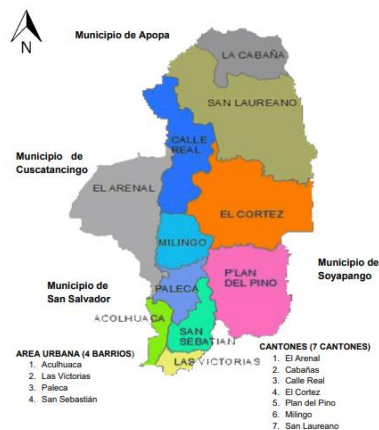 N
Municipio de Apopa
LA CABAÑA
SAN LAUREANO
CALLE
REAL
Municipio de
Cuscatancingo
EL ARENAL
EL CORTEZ
MILINGO
Municipio de
Soyapango
P'LAN
DEL PINO
Municipio de
San Salvador
PALECA
ACOLHUACA
SAN
SEBATIAN
LAS VICTORIAS
AREA URBANA (4 BARRIOS)
1. Aculhuaca
2. Las Victorias
3. Paleca
4. San Sebastián
CANTONES (7 CANTONES)
1. El Arenal
2. Cabañas
3. Calle Real
4. El Cortez
5. Plan del Pino
6. Milingo
7. San Laureano